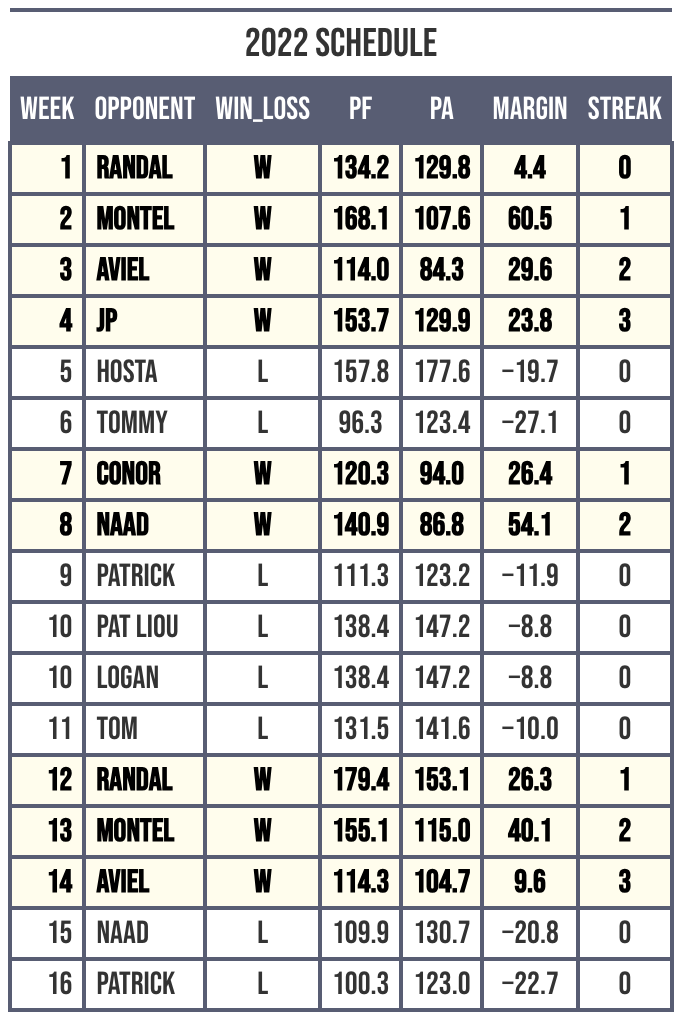 2022 SCHEDULE
WEEK OPPONENT WIN_LOSS PF PA MARGIN STREAK
1 RANDAL W 134.2 129.8 4.4 0
2 MONTEL W 168.1 107.6 60.5 1
3 AVIEL W 114.0 84.3 29.6 2
4 JP W 153.7 129.9 23.8 3
5 HOSTA L 157.8 177.6 −19.7 0
6 TOMMY L 96.3 123.4 −27.1 0
7 CONOR W 120.3 94.0 26.4 1
8 NAAD W 140.9 86.8 54.1 2
9 PATRICK L 111.3 123.2 −11.9 0
10 PAT LIOU L 138.4 147.2 −8.8 0
10 LOGAN L 138.4 147.2 −8.8 0
11 TOM L 131.5 141.6 −10.0 0
12 RANDAL W 179.4 153.1 26.3 1
13 MONTEL W 155.1 115.0 40.1 2
14 AVIEL W 114.3 104.7 9.6 3
15 NAAD L 109.9 130.7 −20.8 0
16 PATRICK L 100.3 123.0 −22.7 0